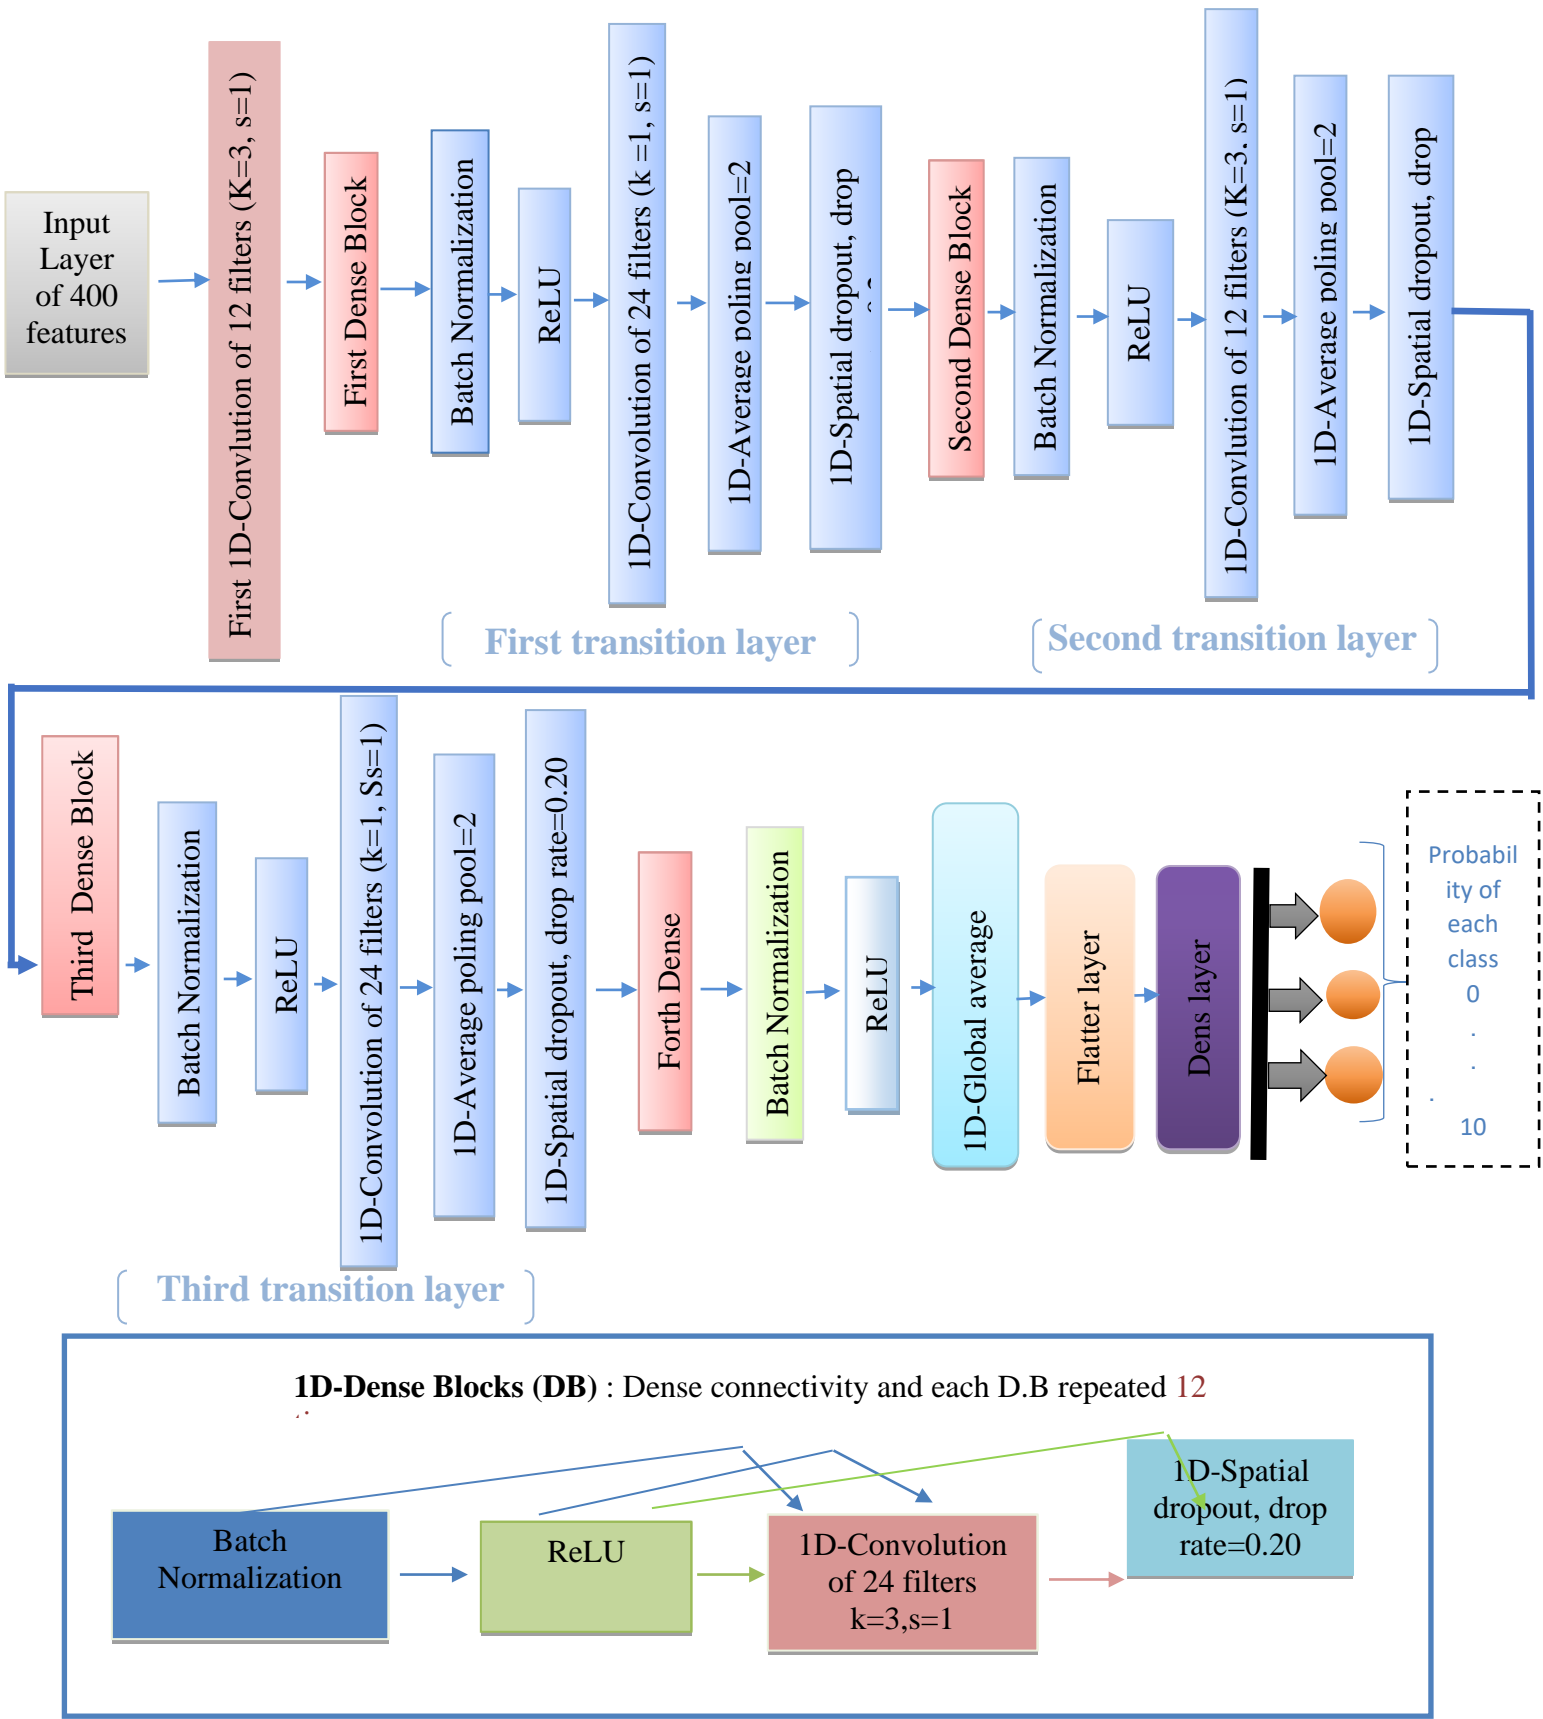 Input
Layer
of 400
features
First 1D-Convlution of 12 filters (K=3, s=1)
First Dense Block
Batch Normalization
ReLU
1D-Convolution of 24 filters (k =1, s=1)
1D-Average poling pool=2
1D-Spatial dropout, drop
Second Dense Block
Batch Normalization
ReLU
1D-Convlution of 12 filters (K=3, s=1)
1D-Average poling pool=2
1D-Spatial dropout, drop
First transition layer
Second transition layer
Third Dense Block
Batch Normalization
ReLU
1D-Convolution of 24 filters (k=1, Ss=1)
1D-Average poling pool=2
1D-Spatial dropout, drop rate=0.20
Forth Dense
Batch Normalization
ReLU
1D-Global average
Flatter layer
Dens layer
Probabil
ity of
each
class
0
.
.
.
10
Third transition layer
1D-Dense Blocks (DB) : Dense connectivity and each D.B repeated 12
Batch
Normalization
ReLU
1D-Convolution
of 24 filters
k=3,s=1
1D-Spatial
dropout, drop
rate=0.20